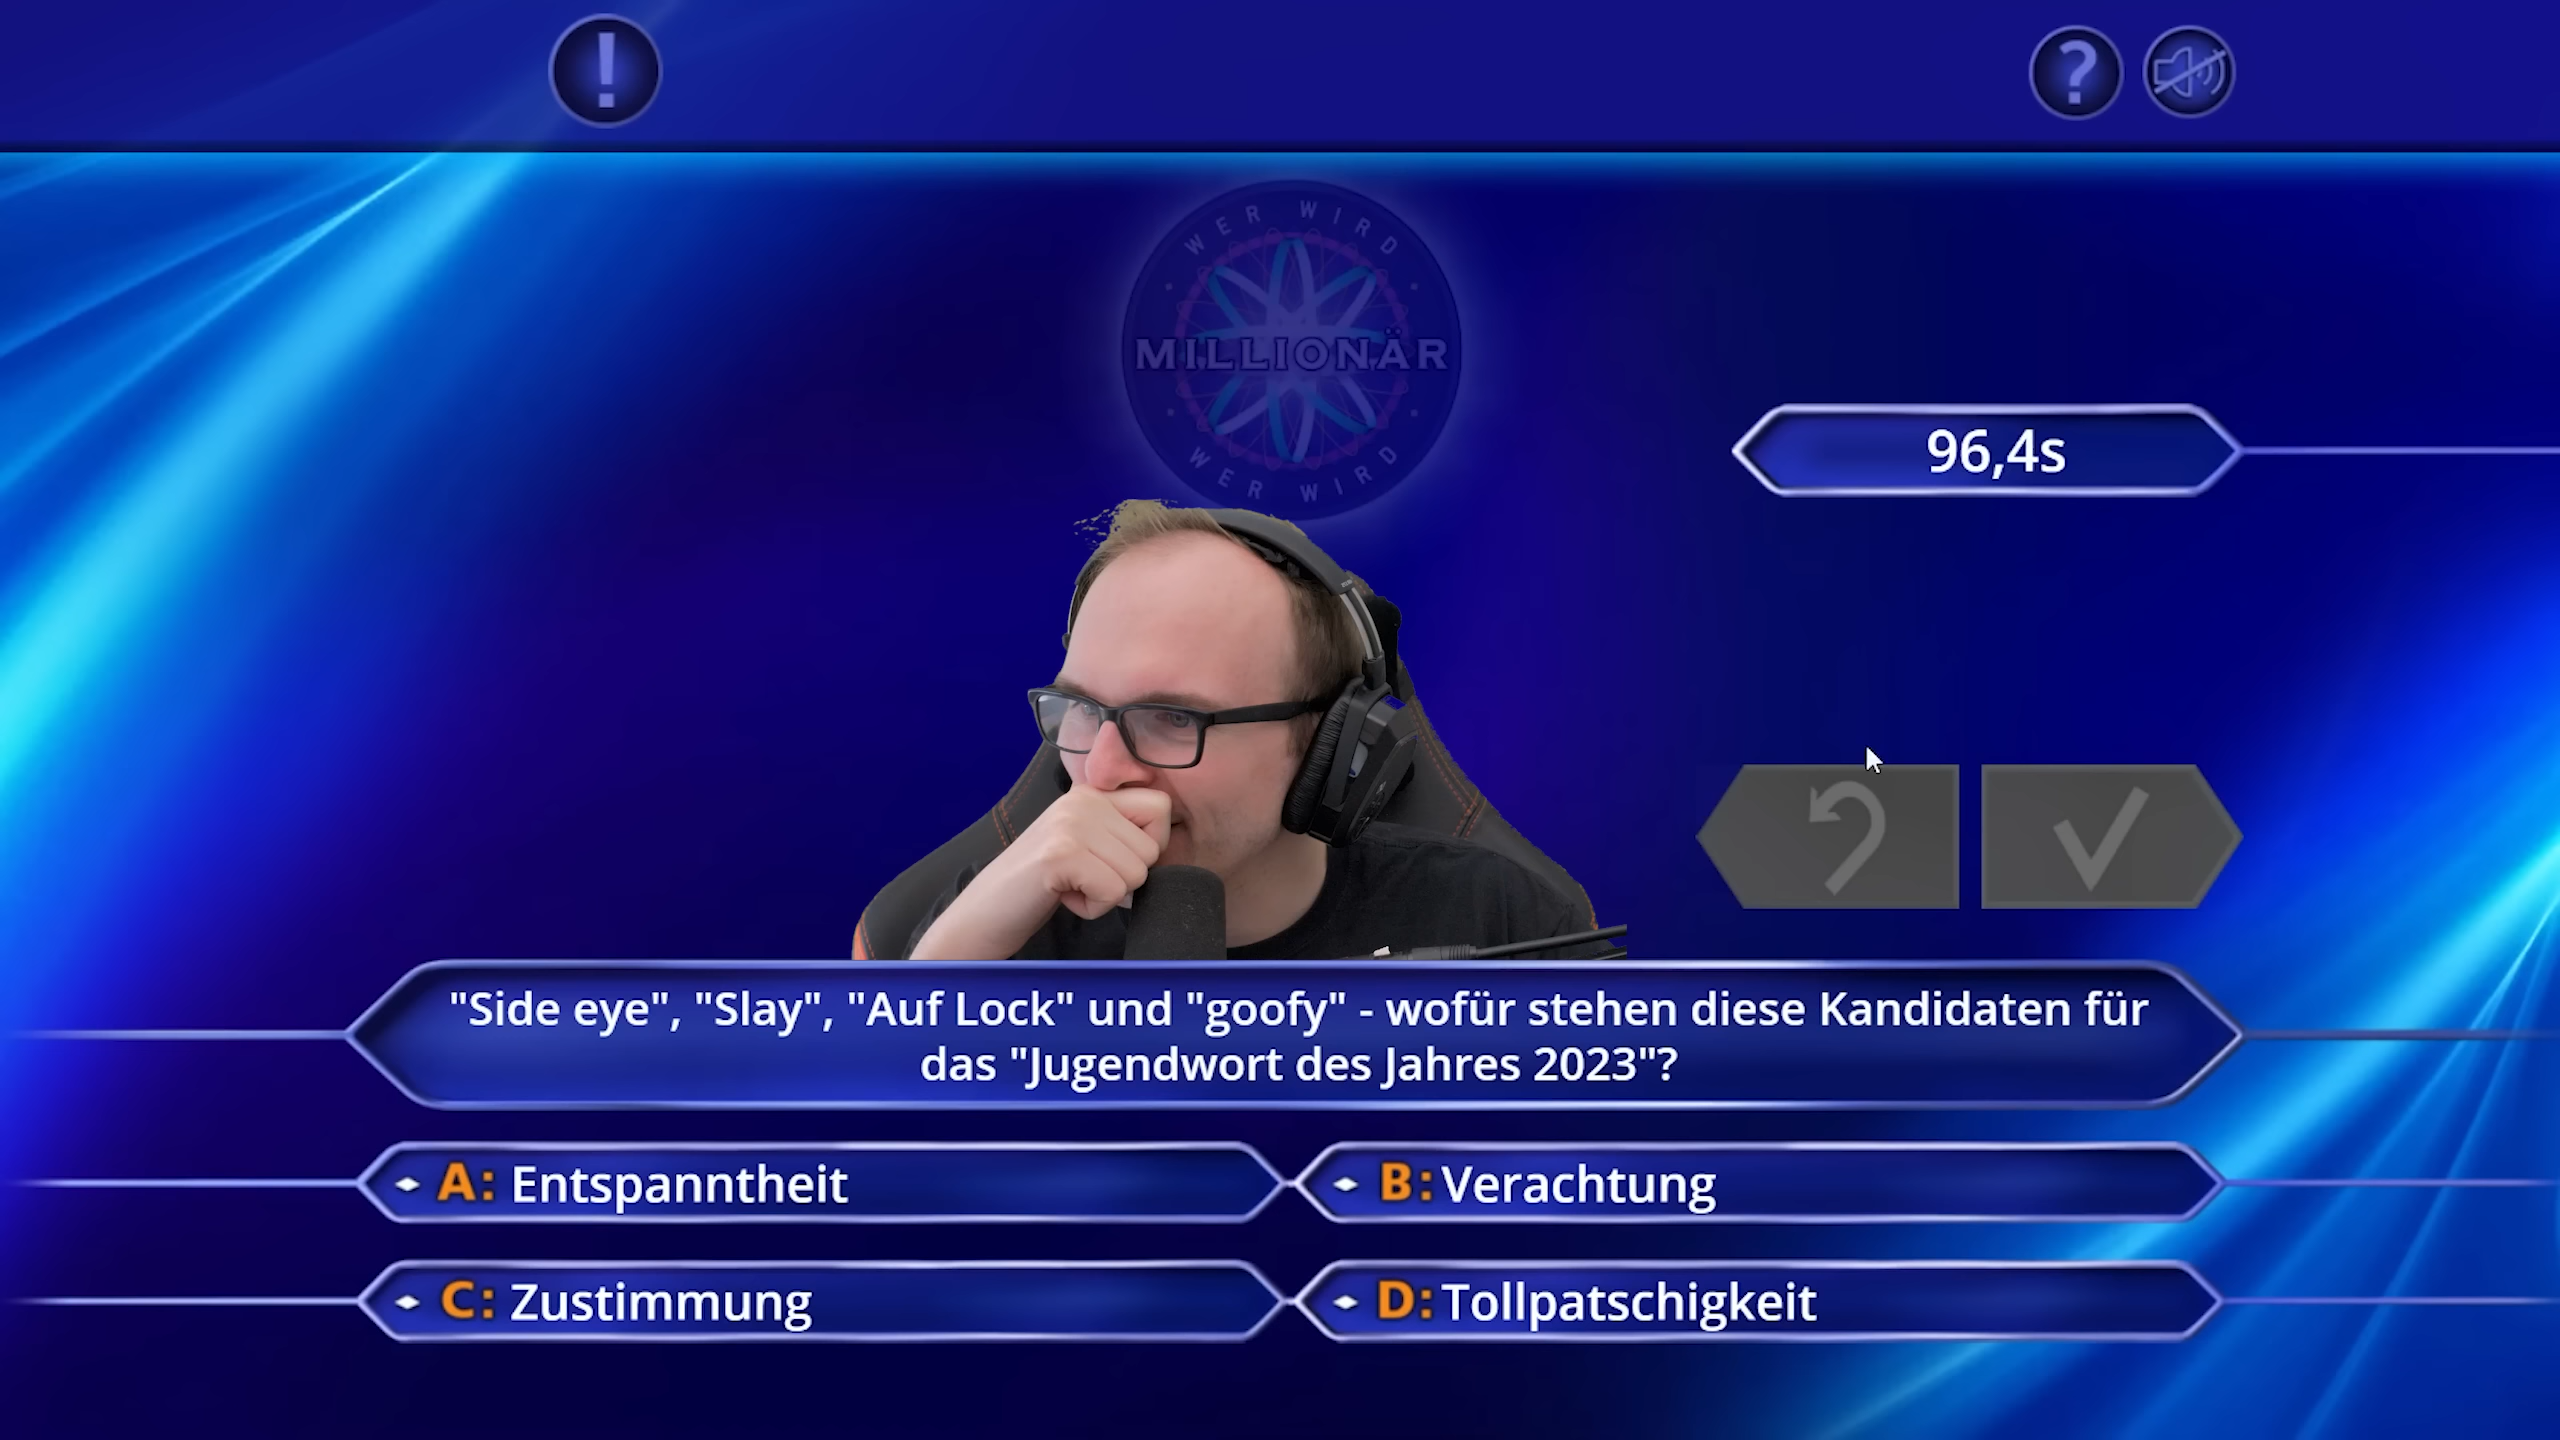 WER WIRD
MILLIONÄR
WER WIRD
96,4s
"Side eye", "Slay", "Auf Lock" und "goofy" - wofür stehen diese Kandidaten für
das "Jugendwort des Jahres 2023"?
A: Entspanntheit
B: Verachtung
C: Zustimmung
D: Tollpatschigkeit